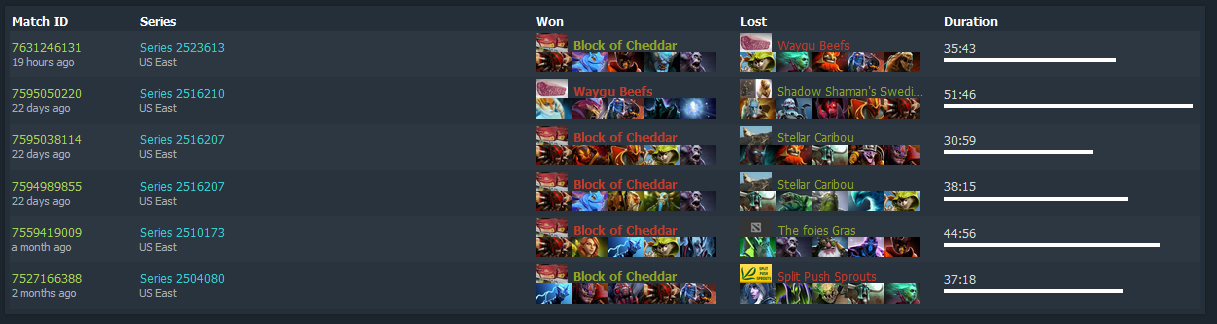 Match ID Series Won Lost Duration
7631246131 Series 2523613 Block of Cheddar Waygu Beefs 35:43
19 hours ago US East
7595050220 Series 2516210 Waygu Beefs Shadow Shaman's Swedi... 51:46
22 days ago US East
7595038114 Series 2516207 Block of Cheddar Stellar Caribou 30:59
22 days ago US East
7594989855 Series 2516207 Block of Cheddar Stellar Caribou 38:15
22 days ago US East
7559419009 Series 2510173 Block of Cheddar The foies Gras 44:56
a month ago US East
7527166388 Series 2504080 Block of Cheddar SPLIT PUSH SPROUTS Split Push Sprouts 37:18
2 months ago US East